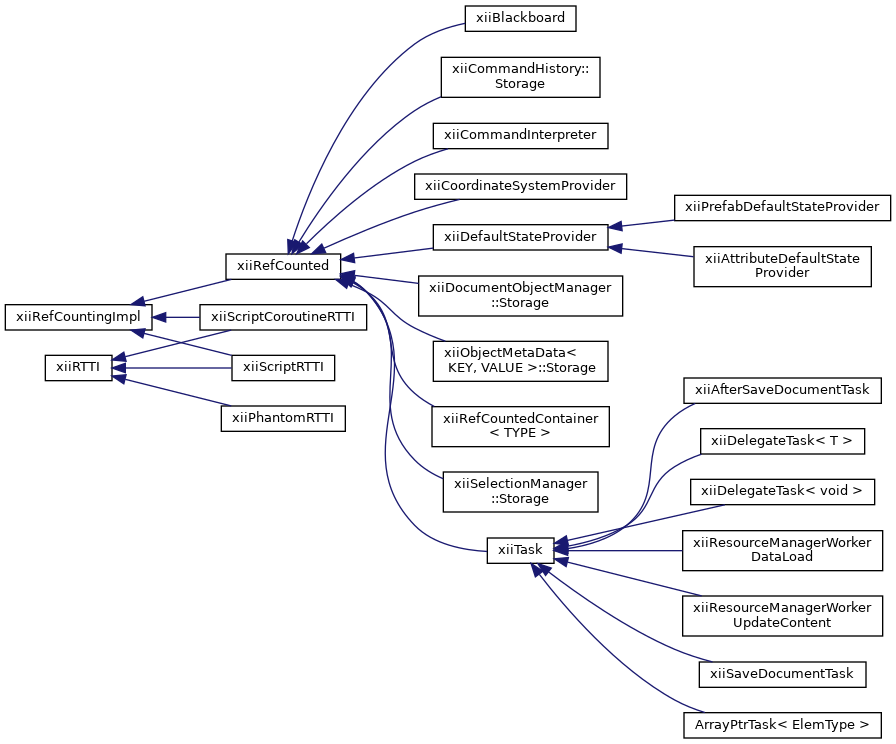 xiiBlackboard
xiiCommandHistory::
Storage
xiiCommandInterpreter
xiiCoordinateSystemProvider
xiiPrefabDefaultStateProvider
xiiDefaultStateProvider
xiiAttributeDefaultState
Provider
xiiRefCounted
xiiDocumentObjectManager
::Storage
xiiRefCountingImpl
xiiScriptCoroutineRTTI
xiiObjectMetaData<
KEY, VALUE >::Storage
xiiRTTI
xiiScriptRTTI
xiiAfterSaveDocumentTask
xiiPhantomRTTI
xiiRefCountedContainer
< TYPE >
xiiDelegateTask< T >
xiiSelectionManager
::Storage
xiiDelegateTask< void >
xiiTask
xiiResourceManagerWorker
DataLoad
xiiResourceManagerWorker
UpdateContent
xiiSaveDocumentTask
ArrayPtrTask< ElemType >